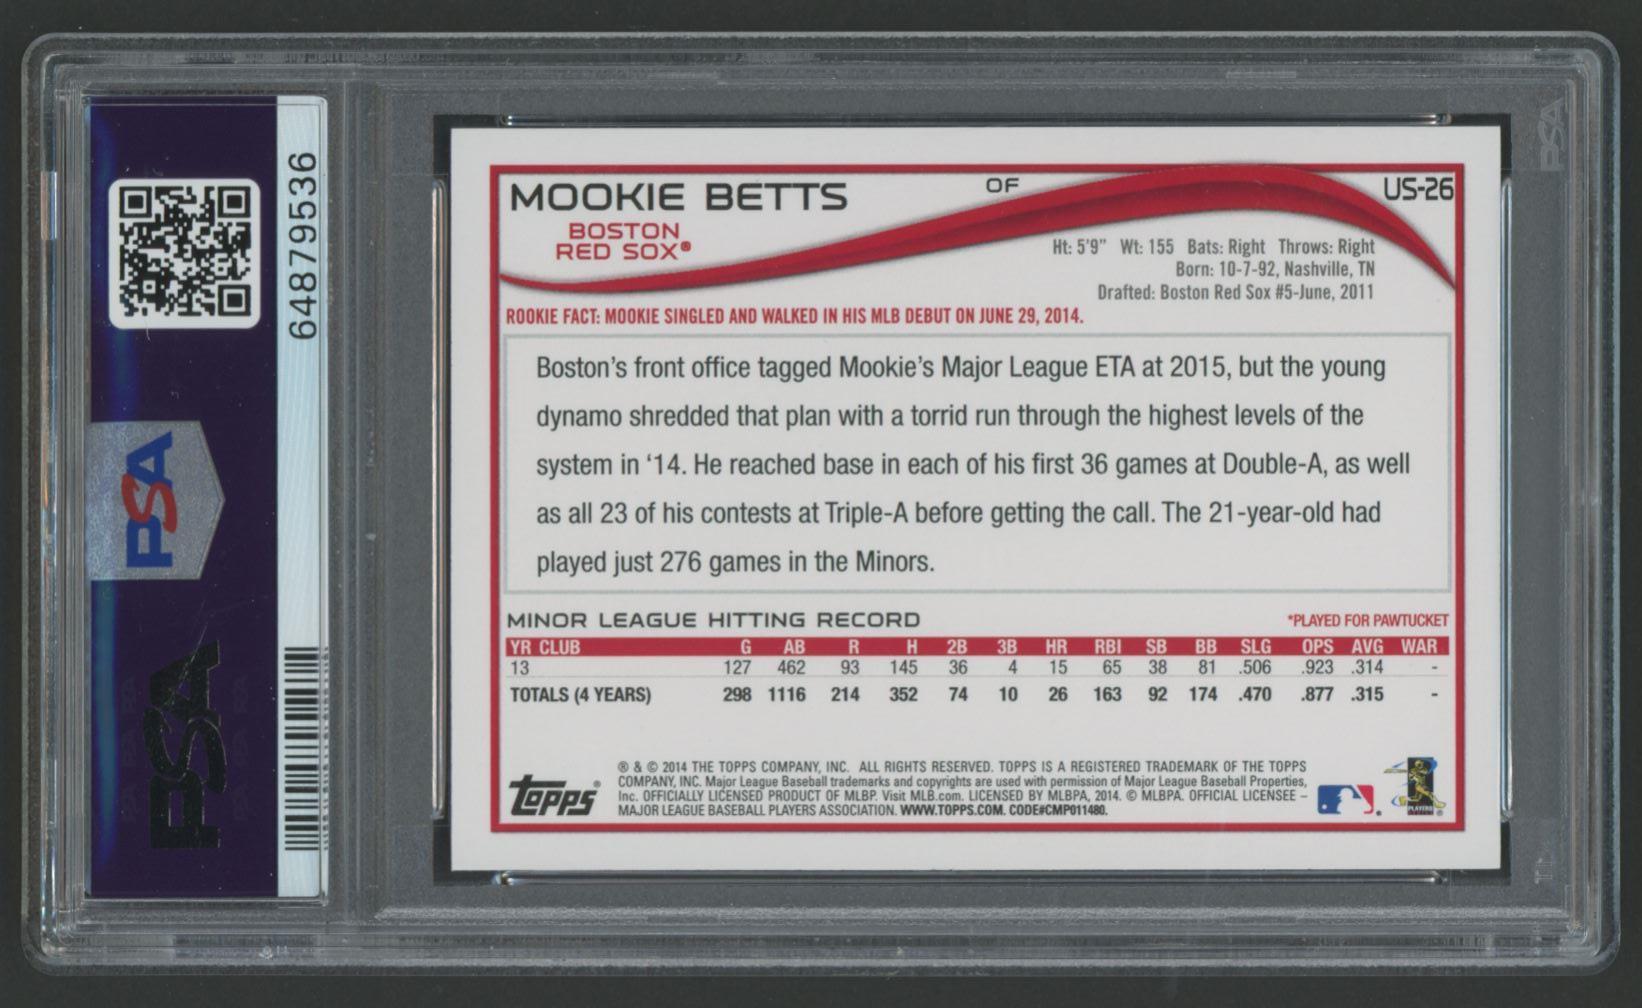 64879536
PSA
PSA
PSA
MOOKIE BETTS
OF
US-26
BOSTON
RED SOX®
Ht: 5'9" Wt: 155 Bats: Right Throws: Right
Born: 10-7-92, Nashville, TN
Drafted: Boston Red Sox #5-June, 2011
ROOKIE FACT: MOOKIE SINGLED AND WALKED IN HIS MLB DEBUT ON JUNE 29, 2014.
Boston's front office tagged Mookie's Major League ETA at 2015, but the young
dynamo shredded that plan with a torrid run through the highest levels of the
system in '14. He reached base in each of his first 36 games at Double-A, as well
as all 23 of his contests at Triple-A before getting the call. The 21-year-old had
played just 276 games in the Minors.
MINOR LEAGUE HITTING RECORD
*PLAYED FOR PAWTUCKET
YR CLUB G AB R H 2B 3B HR RBI SB BB SLG OPS AVG WAR
13 127 462 93 145 36 4 15 65 38 81 .506 .923 .314 -
TOTALS (4 YEARS) 298 1116 214 352 74 10 26 163 92 174 .470 .877 .315 -
Topps®
® & © 2014 THE TOPPS COMPANY, INC. ALL RIGHTS RESERVED. TOPPS IS A REGISTERED TRADEMARK OF THE TOPPS
COMPANY, INC. Major League Baseball trademarks and copyrights are used with permission of Major League Baseball Properties,
Inc. OFFICIALLY LICENSED PRODUCT OF MLBP. Visit MLB.com. LICENSED BY MLBPA, 2014. © MLBPA. OFFICIAL LICENSEE –
MAJOR LEAGUE BASEBALL PLAYERS ASSOCIATION. WWW.TOPPS.COM. CODE#CMP011480.
PLAYERS